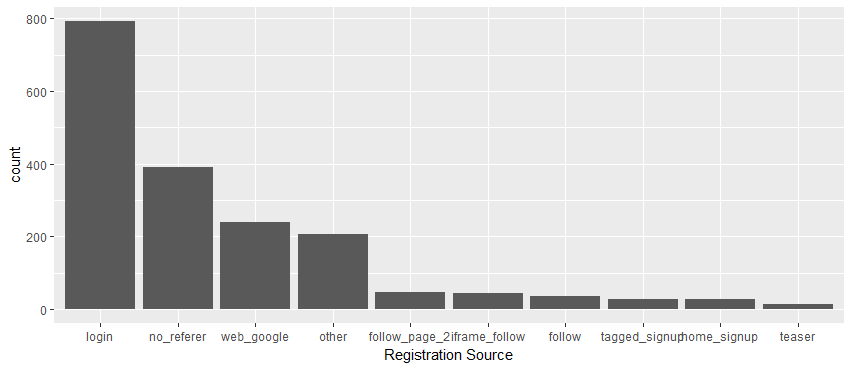 800
600
400
200
0
count
login no_referer web_google other follow_page_2 iframe_follow follow tagged_signup home_signup teaser
Registration Source